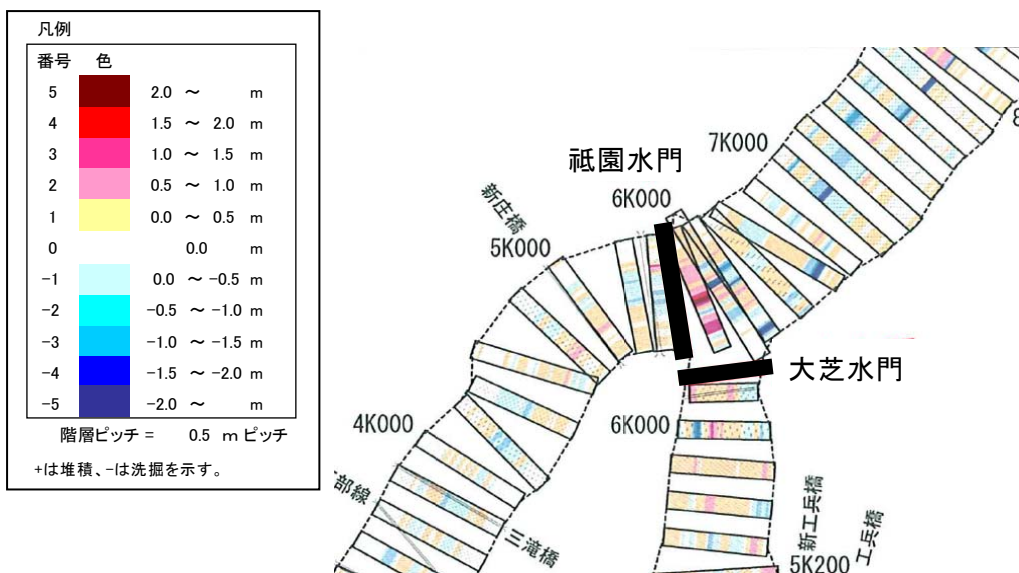 凡例
番号 色
5 2.0 ～ m
4 1.5 ～ 2.0 m
3 1.0 ～ 1.5 m
2 0.5 ～ 1.0 m
1 0.0 ～ 0.5 m
0 0.0 m
-1 0.0 ～ -0.5 m
-2 -0.5 ～ -1.0 m
-3 -1.0 ～ -1.5 m
-4 -1.5 ～ -2.0 m
-5 -2.0 ～ m
階層ピッチ = 0.5 m ピッチ
+は堆積、-は洗掘を示す。
7K000
祇園水門
6K000
新庄橋
5K000
大芝水門
4K000
6K000
部線
三滝橋
新工兵橋
工兵橋
5K200